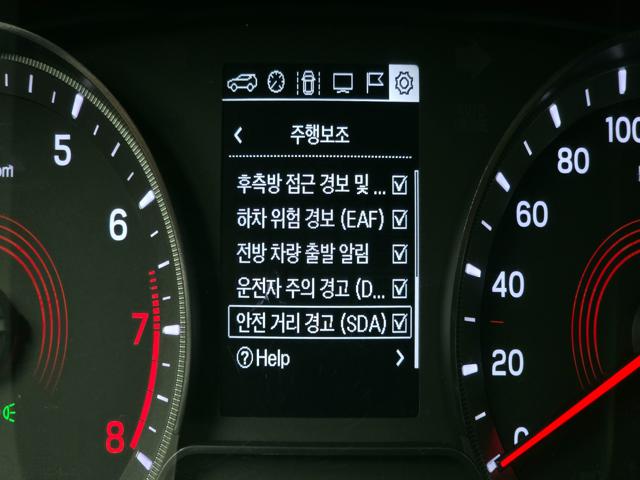 주행보조
후측방 접근 경보 및 ...
하차 위험 경보 (EAF)
전방 차량 출발 알림
운전자 주의 경고 (D...
안전 거리 경고 (SDA)
? Help
5
6
7
8
0
20
40
60
80
100